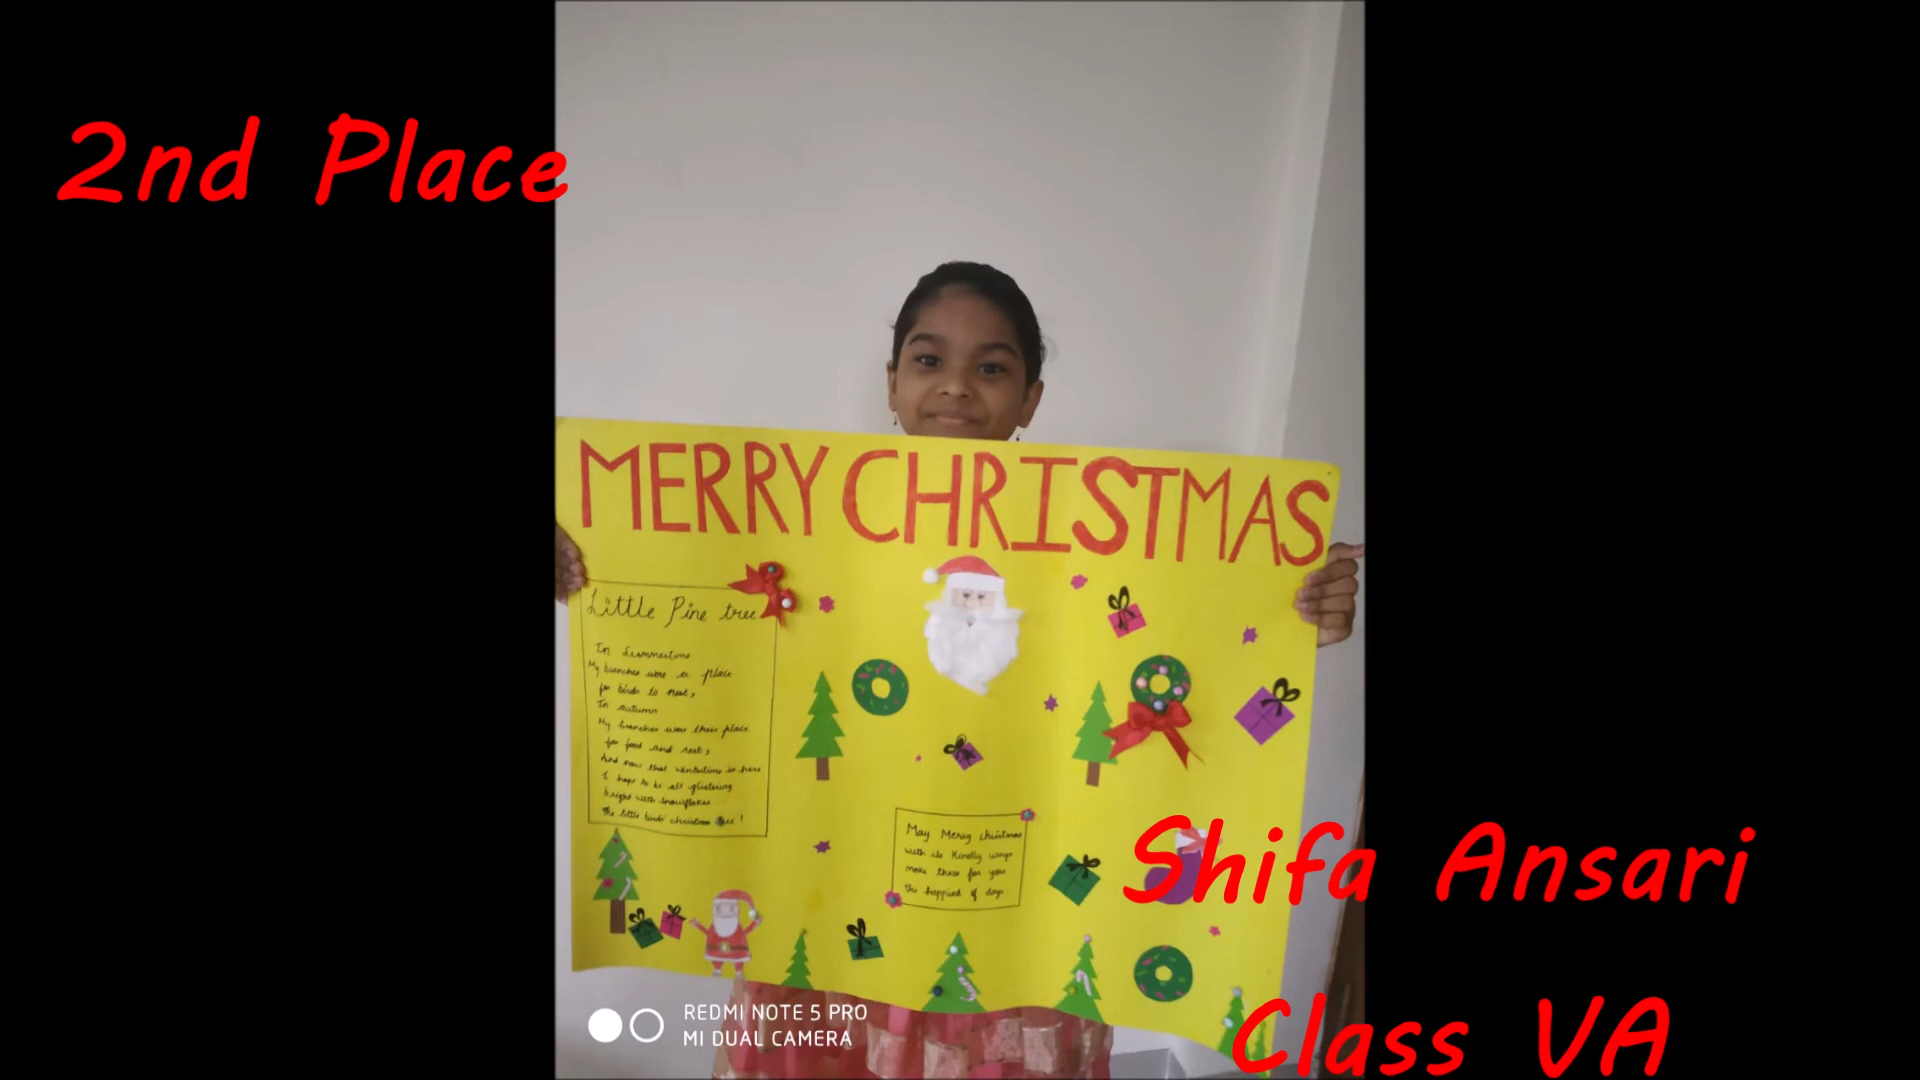 2nd Place
MERRY CHRISTMAS
Little Pine tree
In Summertime
My branches were a place
for birds to nest,
In autumn
My branches were their place
for food and rest,
And now that wintertime is here
I hope to be all glistering
bright with snowflakes
The little birds' christmas tree!
May Merry christmas
with its Kindly ways
make these for you
the happiest of days
Shifa Ansari
Class VA
REDMI NOTE 5 PRO
MI DUAL CAMERA